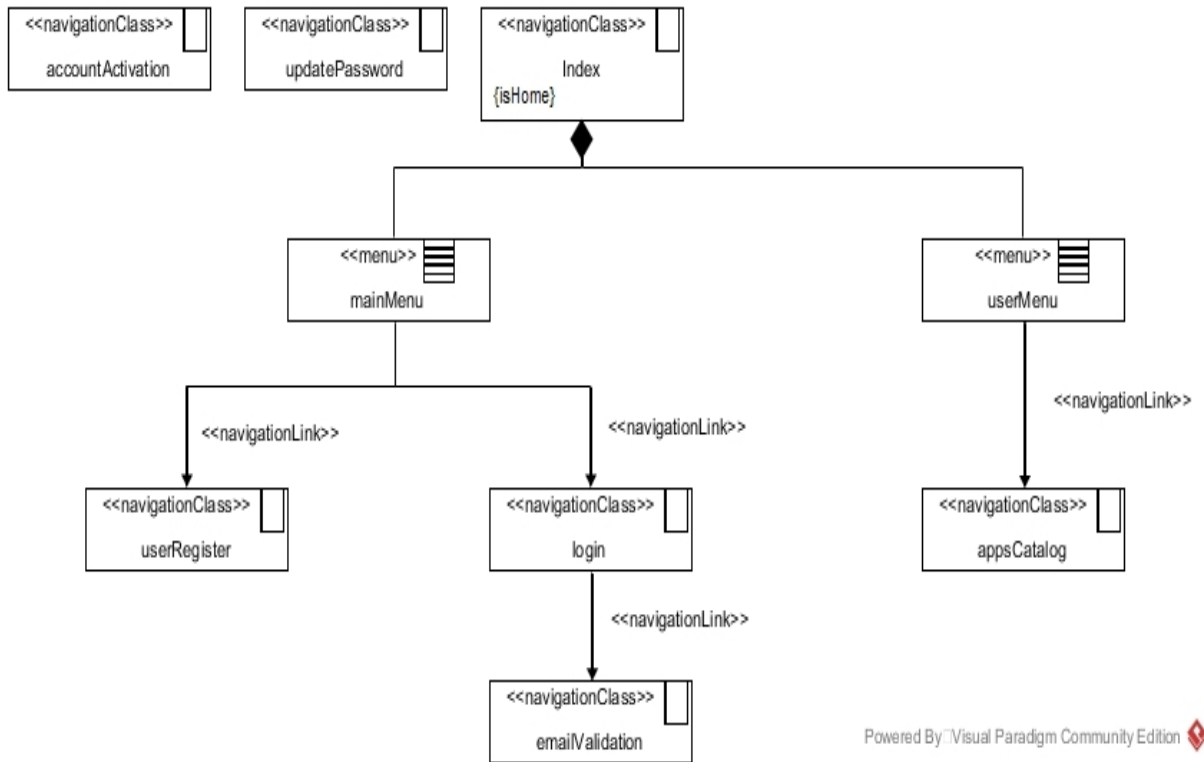 <<navigationClass>>
accountActivation
<<navigationClass>>
updatePassword
<<navigationClass>>
Index
{isHome}
<<menu>>
mainMenu
<<menu>>
userMenu
<<navigationLink>>
<<navigationLink>>
<<navigationLink>>
<<navigationClass>>
userRegister
<<navigationClass>>
login
<<navigationClass>>
appsCatalog
<<navigationLink>>
<<navigationClass>>
emailValidation
Powered By Visual Paradigm Community Edition